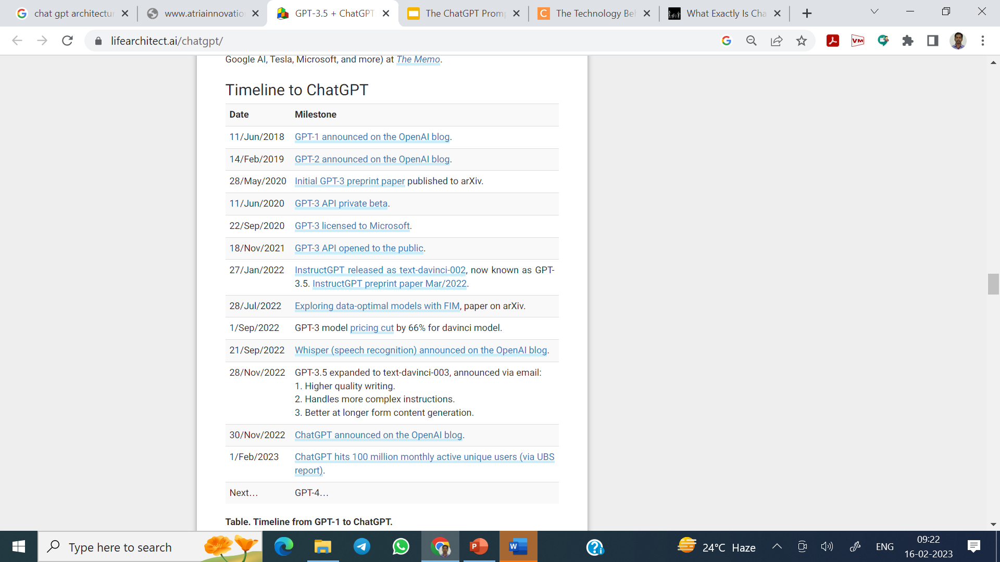 chat gpt architectur
www.atriainnovatio
GPT-3.5 + ChatGPT
The ChatGPT Promp
The Technology Beh
What Exactly Is Cha
lifearchitect.ai/chatgpt/
Google AI, Tesla, Microsoft, and more) at The Memo.
Timeline to ChatGPT
Date Milestone
11/Jun/2018 GPT-1 announced on the OpenAI blog.
14/Feb/2019 GPT-2 announced on the OpenAI blog.
28/May/2020 Initial GPT-3 preprint paper published to arXiv.
11/Jun/2020 GPT-3 API private beta.
22/Sep/2020 GPT-3 licensed to Microsoft.
18/Nov/2021 GPT-3 API opened to the public.
27/Jan/2022 InstructGPT released as text-davinci-002, now known as GPT-
3.5. InstructGPT preprint paper Mar/2022.
28/Jul/2022 Exploring data-optimal models with FIM, paper on arXiv.
1/Sep/2022 GPT-3 model pricing cut by 66% for davinci model.
21/Sep/2022 Whisper (speech recognition) announced on the OpenAI blog.
28/Nov/2022 GPT-3.5 expanded to text-davinci-003, announced via email:
1. Higher quality writing.
2. Handles more complex instructions.
3. Better at longer form content generation.
30/Nov/2022 ChatGPT announced on the OpenAI blog.
1/Feb/2023 ChatGPT hits 100 million monthly active unique users (via UBS
report).
Next... GPT-4...
Table. Timeline from GPT-1 to ChatGPT.
Type here to search
24°C Haze
ENG
09:22
16-02-2023